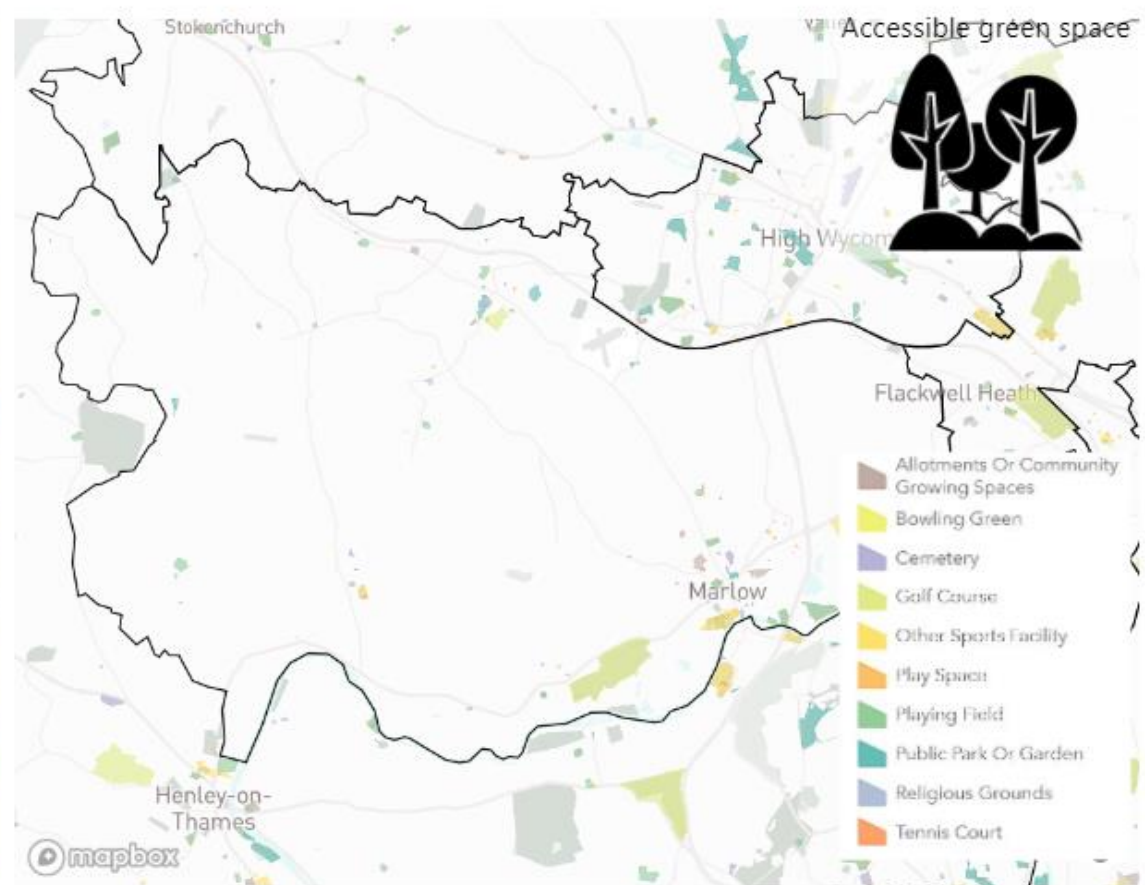 Stokenchurch
Accessible green space
High Wycom
Flackwell Heath
Allotments Or Community
Growing Spaces
Bowling Green
Cemetery
Golf Course
Marlow
Other Sports Facility
Play Space
Playing Field
Public Park Or Garden
Henley-on-
Thames
Religious Grounds
Tennis Court
mapbox